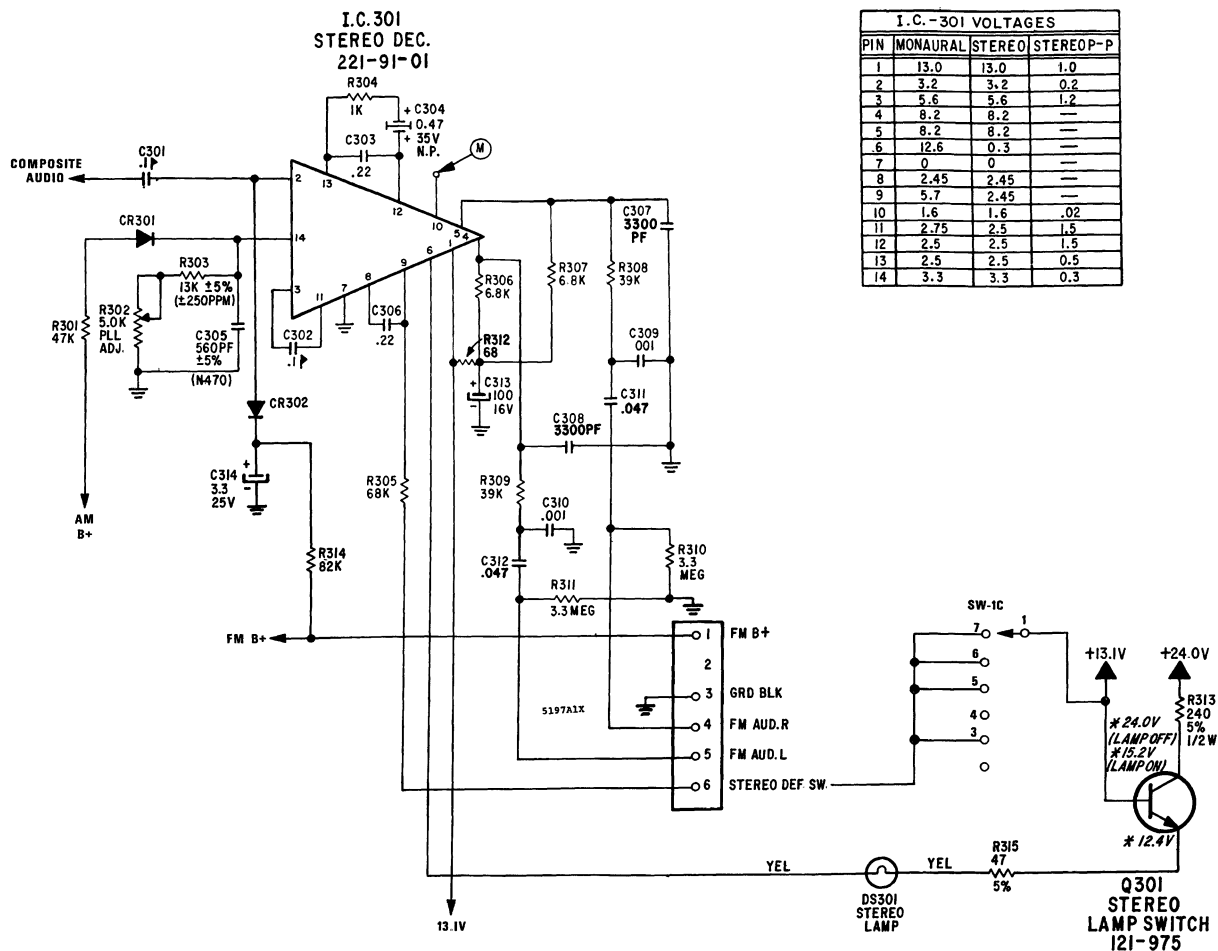 I.C.301
STEREO DEC.
221-91-01
I.C.-301 VOLTAGES
PIN MONAURAL STEREO STEREO P-P
1 13.0 13.0 1.0
2 3.2 3.2 0.2
3 5.6 5.6 1.2
4 8.2 8.2 —
5 8.2 8.2 —
.6 12.6 0.3 —
7 0 0 —
8 2.45 2.45 —
9 5.7 2.45 —
10 1.6 1.6 .02
11 2.75 2.5 1.5
12 2.5 2.5 1.5
13 2.5 2.5 0.5
14 3.3 3.3 0.3
R304
1K
+ C304
0.47
+ 35V
N.P.
C303
.22
M
C301
.1
COMPOSITE
AUDIO
2
13
12
10
5
4
1
6
9
8
7
11
3
14
CR301
R303
13K ±5%
(±250PPM)
R301
47K
R302
5.0K
PLL
ADJ.
C305
560PF
±5%
(N470)
C302
.1
C306
.22
R306
6.8K
R307
6.8K
R308
39K
C307
3300
PF
R312
68
C309
001
+ C313
100
- 16V
C311
.047
CR302
C308
3300PF
+
C314
3.3
25V
-
R305
68K
R309
39K
C310
.001
AM
B+
R314
82K
C312
.047
R310
3.3
MEG
R311
3.3MEG
FM B+
1 FM B+
2
3 GRD BLK
4 FM AUD.R
5 FM AUD.L
6 STEREO DEF. SW.
5197A1X
SW-1C
7
1
6
5
4
3
+13.1V
+24.0V
R313
240
5%
1/2W
*24.0V
(LAMP OFF)
*15.2V
(LAMP ON)
*12.4V
YEL
YEL
R315
47
5%
DS301
STEREO
LAMP
Q301
STEREO
LAMP SWITCH
121-975
13.1V